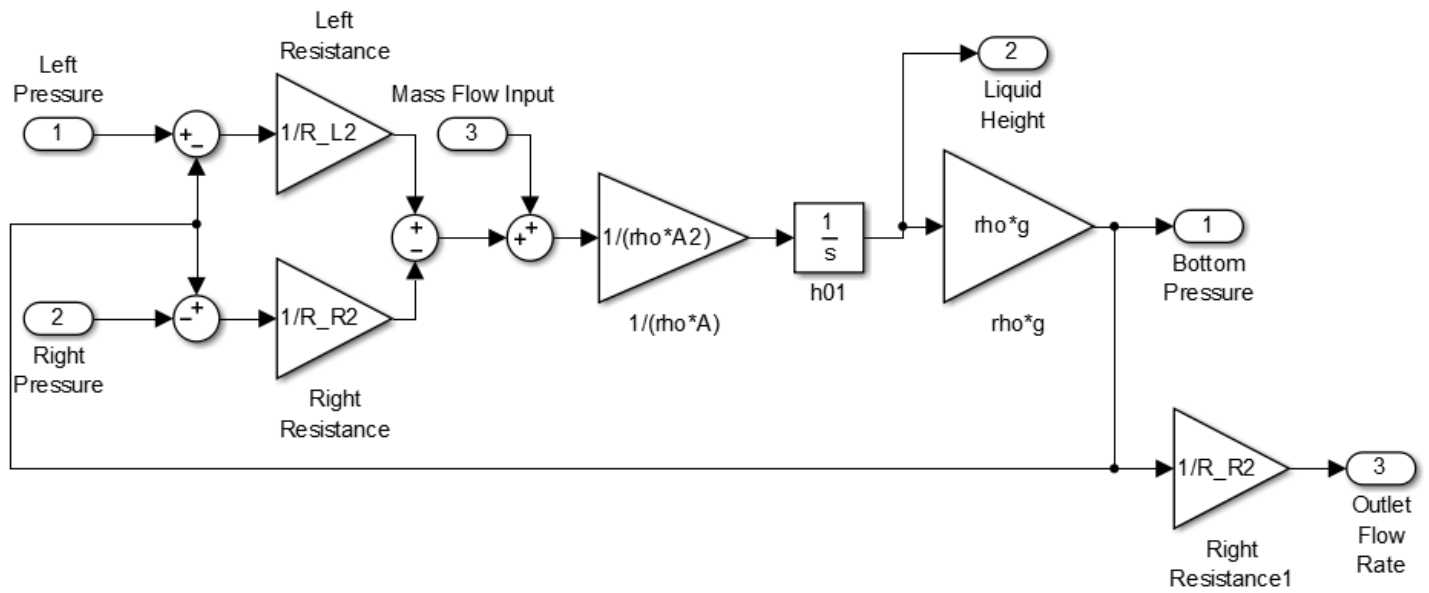 Left
Pressure
1
+
−
Left
Resistance
1/R_L2
Mass Flow Input
3
+
−
+
+
1/(rho*A2)
1/(rho*A)
1
s
h01
2
Liquid
Height
rho*g
rho*g
1
Bottom
Pressure
2
Right
Pressure
+
−
1/R_R2
Right
Resistance
1/R_R2
Right
Resistance1
3
Outlet
Flow
Rate